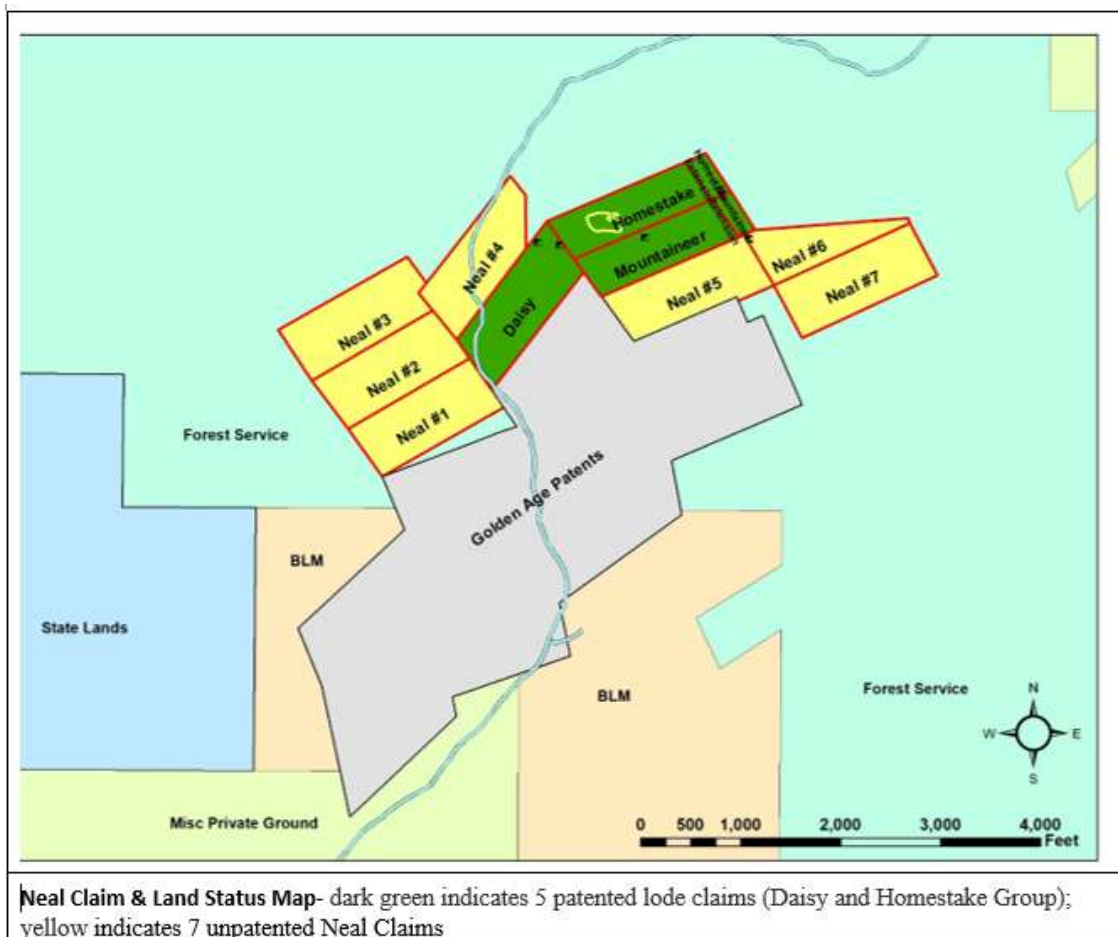 Homestake
Mountaineer
Neal #4
Neal #6
Neal #5
Neal #7
Daisy
Neal #3
Neal #2
Neal #1
Forest Service
Golden Age Patents
BLM
State Lands
BLM
Forest Service
N
W E
S
Misc Private Ground
0 500 1,000 2,000 3,000 4,000
Feet
Neal Claim & Land Status Map- dark green indicates 5 patented lode claims (Daisy and Homestake Group);
yellow indicates 7 unpatented Neal Claims